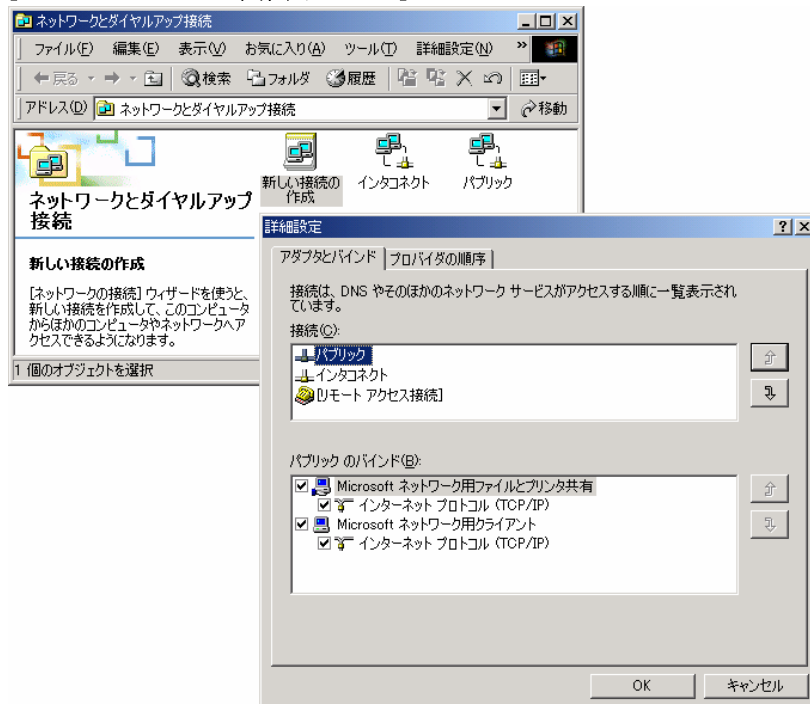 ネットワークとダイヤルアップ接続
ファイル(F) 編集(E) 表示(V) お気に入り(A) ツール(T) 詳細設定(N) »
戻る 検索 フォルダ 履歴
アドレス(D) ネットワークとダイヤルアップ接続 移動
ネットワークとダイヤルアップ
接続
新しい接続の作成
[ネットワークの接続] ウィザードを使うと、
新しい接続を作成して、このコンピュータ
からほかのコンピュータやネットワークへア
クセスできるようになります。
新しい接続の
作成
インタコネクト
パブリック
1 個のオブジェクトを選択
詳細設定
アダプタとバインド プロバイダの順序
接続は、DNS やそのほかのネットワーク サービスがアクセスする順に一覧表示され
ています。
接続(C):
パブリック
インタコネクト
[リモート アクセス接続]
パブリック のバインド(B):
Microsoft ネットワーク用ファイルとプリンタ共有
インターネット プロトコル (TCP/IP)
Microsoft ネットワーク用クライアント
インターネット プロトコル (TCP/IP)
OK キャンセル